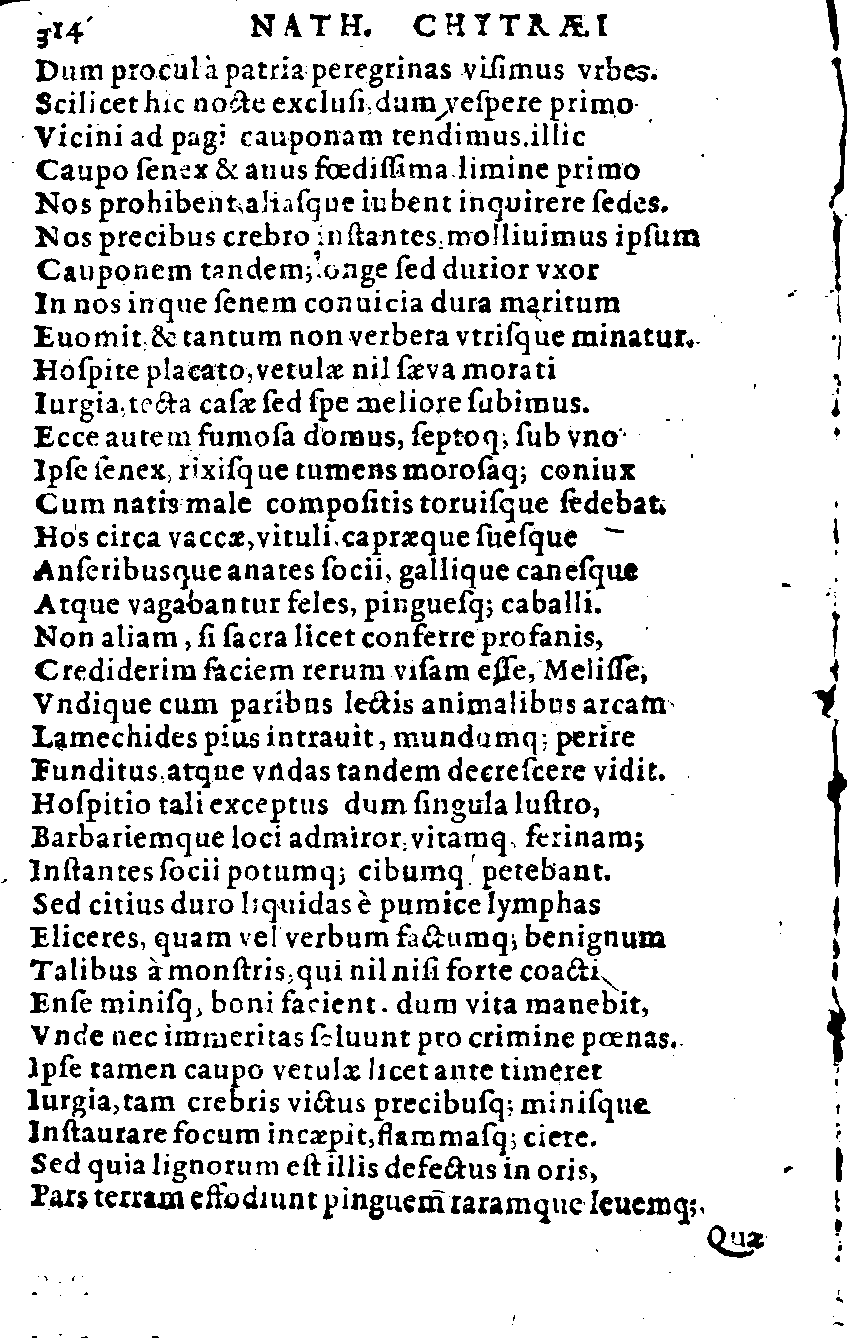 314 NATH. CHYTRÆI
Dum procul à patria peregrinas viſimus vrbes.
Scilicet hic nocte excluſi, dum veſpere primo
Vicini ad pagi cauponam tendimus. illic
Caupo ſenex & anus fœdiſſima limine primo
Nos prohibent, aliaſque iubent inquirere ſedes.
Nos precibus crebro inſtantes, molliuimus ipſum
Cauponem tandem; longe ſed durior vxor
In nos inque ſenem conuicia dura maritum
Euomit, & tantum non verbera vtriſque minatur.
Hoſpite placato, vetulæ nil ſæva morati
Iurgia, tecta caſæ ſed ſpe meliore ſubimus.
Ecce autem fumoſa domus, ſeptoq; ſub vno
Ipſe ſenex, rixiſque tumens moroſaq; coniux
Cum natis male compoſitis toruiſque ſedebat.
Hos circa vaccæ, vituli, capræque ſueſque
Anſeribusque anates ſocii, gallique caneſque
Atque vagabantur feles, pingueſq; caballi.
Non aliam, ſi ſacra licet conferre profanis,
Crediderim faciem rerum viſam eſſe, Meliſſe,
Vndique cum paribus lectis animalibus arcam
Lamechides pius intrauit, mundumq; perire
Funditus, atque vndas tandem decreſcere vidit.
Hoſpitio tali exceptus dum ſingula luſtro,
Barbariemque loci admiror, vitamq, ferinam;
Inſtantes ſocii potumq; cibumq; petebant.
Sed citius duro liquidas è pumice lymphas
Eliceres, quam vel verbum factumq; benignum
Talibus à monſtris, qui nil niſi forte coacti
Enſe miniſq, boni facient. dum vita manebit,
Vnde nec immeritas ſoluunt pro crimine pœnas.
Ipſe tamen caupo vetulæ licet ante timeret
Iurgia, tam crebris victus precibuſq; miniſque
Inſtaurare focum incæpit, flammaſq; ciere.
Sed quia lignorum eſt illis defectus in oris,
Pars terram effodiunt pinguem̄ raramque leuemq;
Quæ